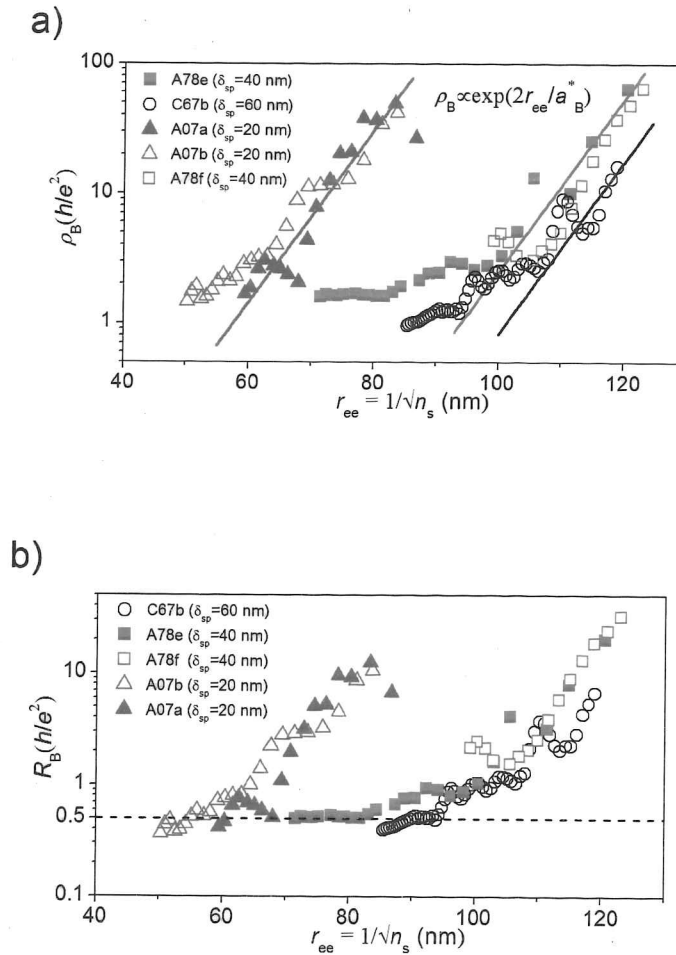 a)
100
10
1
ρB(h/e²)
A78e (δsp=40 nm)
C67b (δsp=60 nm)
A07a (δsp=20 nm)
A07b (δsp=20 nm)
A78f (δsp=40 nm)
ρB∝exp(2ree/a*B)
40 60 80 100 120
ree = 1/√ns (nm)
b)
10
1
0.5
0.1
RB(h/e²)
C67b (δsp=60 nm)
A78e (δsp=40 nm)
A78f (δsp=40 nm)
A07b (δsp=20 nm)
A07a (δsp=20 nm)
40 60 80 100 120
ree = 1/√ns (nm)